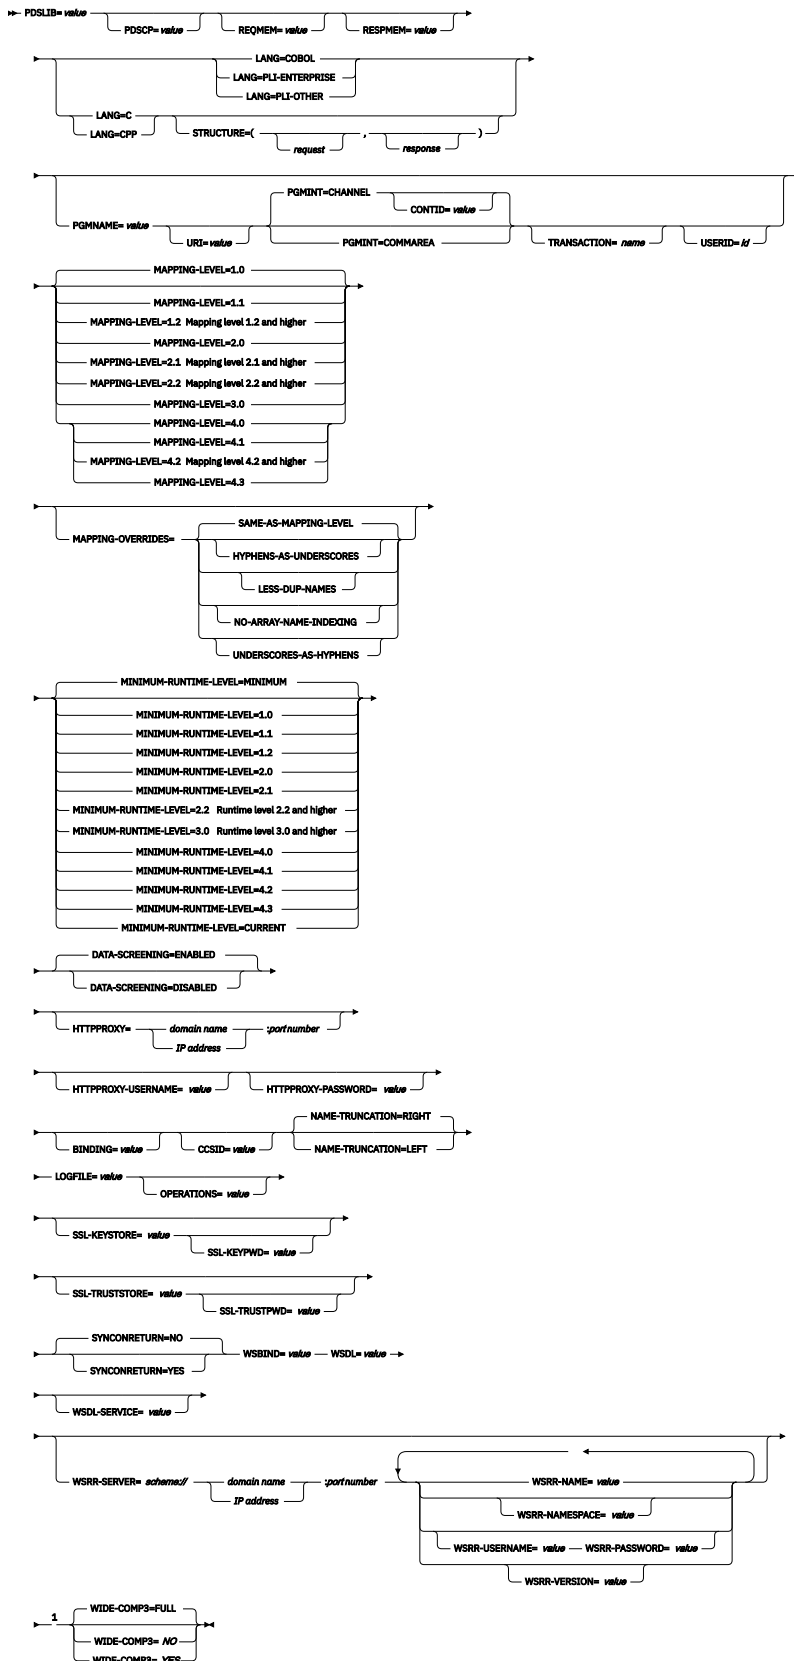 PDSLIB= value
PDSCP= value REQMEM= value RESPMEM= value
LANG=COBOL
LANG=PLI-ENTERPRISE
LANG=PLI-OTHER
LANG=C
LANG=CPP STRUCTURE=( , )
request response
PGMINT=CHANNEL
CONTID= value
PGMNAME= value
URI= value PGMINT=COMMAREA TRANSACTION= name USERID= id
MAPPING-LEVEL=1.0
MAPPING-LEVEL=1.1
MAPPING-LEVEL=1.2 Mapping level 1.2 and higher
MAPPING-LEVEL=2.0
MAPPING-LEVEL=2.1 Mapping level 2.1 and higher
MAPPING-LEVEL=2.2 Mapping level 2.2 and higher
MAPPING-LEVEL=3.0
MAPPING-LEVEL=4.0
MAPPING-LEVEL=4.1
MAPPING-LEVEL=4.2 Mapping level 4.2 and higher
MAPPING-LEVEL=4.3
SAME-AS-MAPPING-LEVEL
MAPPING-OVERRIDES=
HYPHENS-AS-UNDERSCORES
LESS-DUP-NAMES
NO-ARRAY-NAME-INDEXING
UNDERSCORES-AS-HYPHENS
MINIMUM-RUNTIME-LEVEL=MINIMUM
MINIMUM-RUNTIME-LEVEL=1.0
MINIMUM-RUNTIME-LEVEL=1.1
MINIMUM-RUNTIME-LEVEL=1.2
MINIMUM-RUNTIME-LEVEL=2.0
MINIMUM-RUNTIME-LEVEL=2.1
MINIMUM-RUNTIME-LEVEL=2.2 Runtime level 2.2 and higher
MINIMUM-RUNTIME-LEVEL=3.0 Runtime level 3.0 and higher
MINIMUM-RUNTIME-LEVEL=4.0
MINIMUM-RUNTIME-LEVEL=4.1
MINIMUM-RUNTIME-LEVEL=4.2
MINIMUM-RUNTIME-LEVEL=4.3
MINIMUM-RUNTIME-LEVEL=CURRENT
DATA-SCREENING=ENABLED
DATA-SCREENING=DISABLED
HTTPPROXY= domain name :port number
IP address
HTTPPROXY-USERNAME= value HTTPPROXY-PASSWORD= value
NAME-TRUNCATION=RIGHT
BINDING= value CCSID= value NAME-TRUNCATION=LEFT
LOGFILE= value
OPERATIONS= value
SSL-KEYSTORE= value
SSL-KEYPWD= value
SSL-TRUSTSTORE= value
SSL-TRUSTPWD= value
SYNCONRETURN=NO
WSBIND= value WSDL= value
SYNCONRETURN=YES
WSDL-SERVICE= value
WSRR-SERVER= scheme:// domain name :port number WSRR-NAME= value
IP address
WSRR-NAMESPACE= value
WSRR-USERNAME= value WSRR-PASSWORD= value
WSRR-VERSION= value
WIDE-COMP3=FULL
1
WIDE-COMP3= NO
WIDE-COMP3= YES